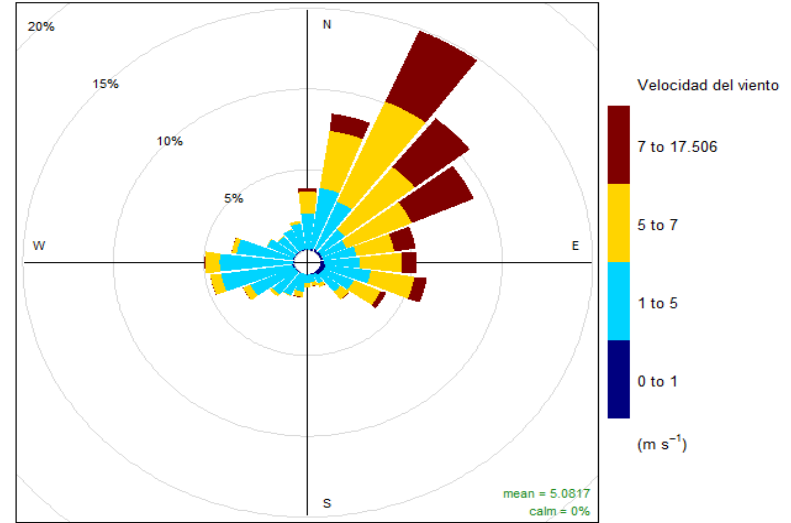 20%
N
15%
10%
5%
W
E
S
mean = 5.0817
calm = 0%
Velocidad del viento
7 to 17.506
5 to 7
1 to 5
0 to 1
(m s⁻¹)